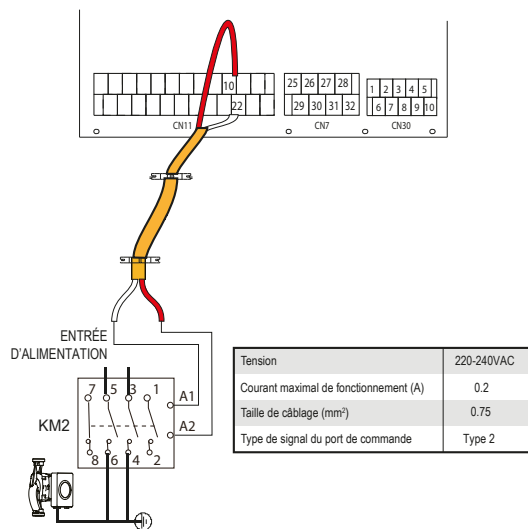 10
25 26 27 28
1 2 3 4 5
22
29 30 31 32
6 7 8 9 10
CN11
CN7
CN30
ENTRÉE
D'ALIMENTATION
7 5 3 1
A1
KM2
A2
8 6 4 2
Tension 220-240VAC
Courant maximal de fonctionnement (A) 0.2
Taille de câblage (mm²) 0.75
Type de signal du port de commande Type 2